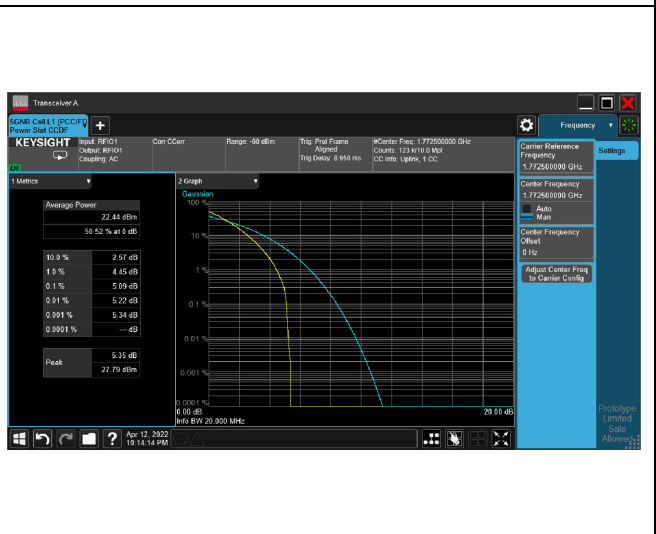 Transceiver A
5GNR Call L1 (PCC/FD
Power Stat CCDF
Frequency
KEYSIGHT
Input: RFIO1
Output: RFIO1
Coupling: AC
Corr CCorr
Range: -60 dBm
Trig: Prot Frame
Aligned
Trig Delay: 8.950 ms
#Center Freq: 1.772500000 GHz
Counts: 123 k/10.0 Mpt
CC Info: Uplink, 1 CC
1 Metrics
Average Power
22.44 dBm
50.52 % at 0 dB
10.0 % 2.57 dB
1.0 % 4.45 dB
0.1 % 5.09 dB
0.01 % 5.22 dB
0.001 % 5.34 dB
0.0001 % --- dB
Peak
5.35 dB
27.79 dBm
2 Graph
Gaussian
100 %
10 %
1 %
0.1 %
0.01 %
0.001 %
0.0001 %
0.00 dB
20.00 dB
Info BW 20.000 MHz
Carrier Reference
Frequency
1.772500000 GHz
Center Frequency
1.772500000 GHz
Auto
Man
Center Frequency
Offset
0 Hz
Adjust Center Freq
to Carrier Config
Settings
Prototype
Limited
Sale
Allowed
Apr 12, 2022
10:14:14 PM